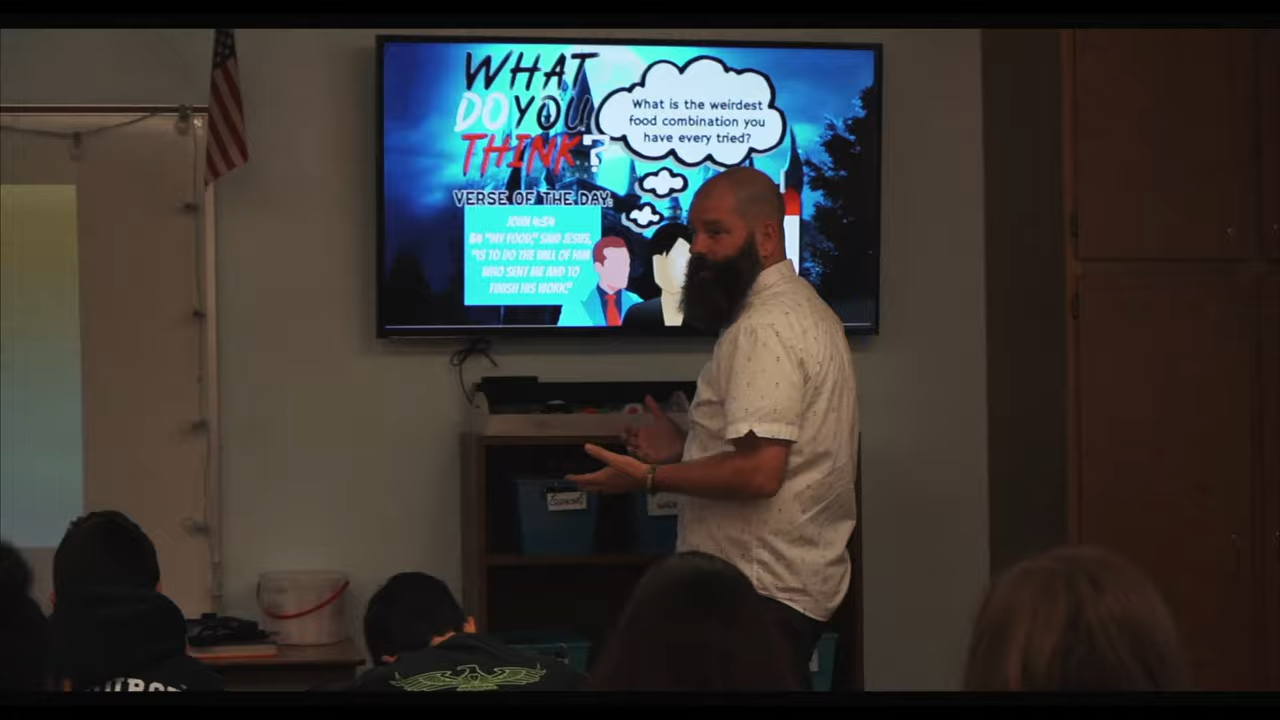 WHAT
DO YOU
THINK?
What is the weirdest
food combination you
have every tried?
VERSE OF THE DAY:
JOHN 4:34
34 "MY FOOD," SAID JESUS,
"IS TO DO THE WILL OF HIM
WHO SENT ME AND TO
FINISH HIS WORK."